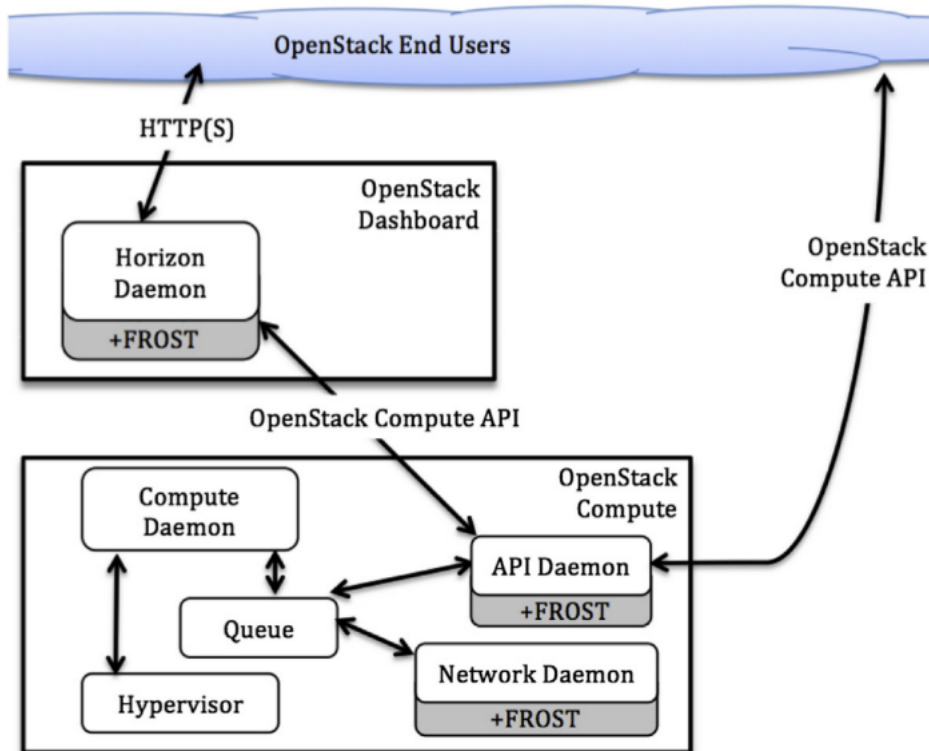 OpenStack End Users
HTTP(S)
OpenStack
Dashboard
Horizon
Daemon
+FROST
OpenStack
Compute API
OpenStack Compute API
OpenStack
Compute
Compute
Daemon
API Daemon
+FROST
Queue
Network Daemon
+FROST
Hypervisor